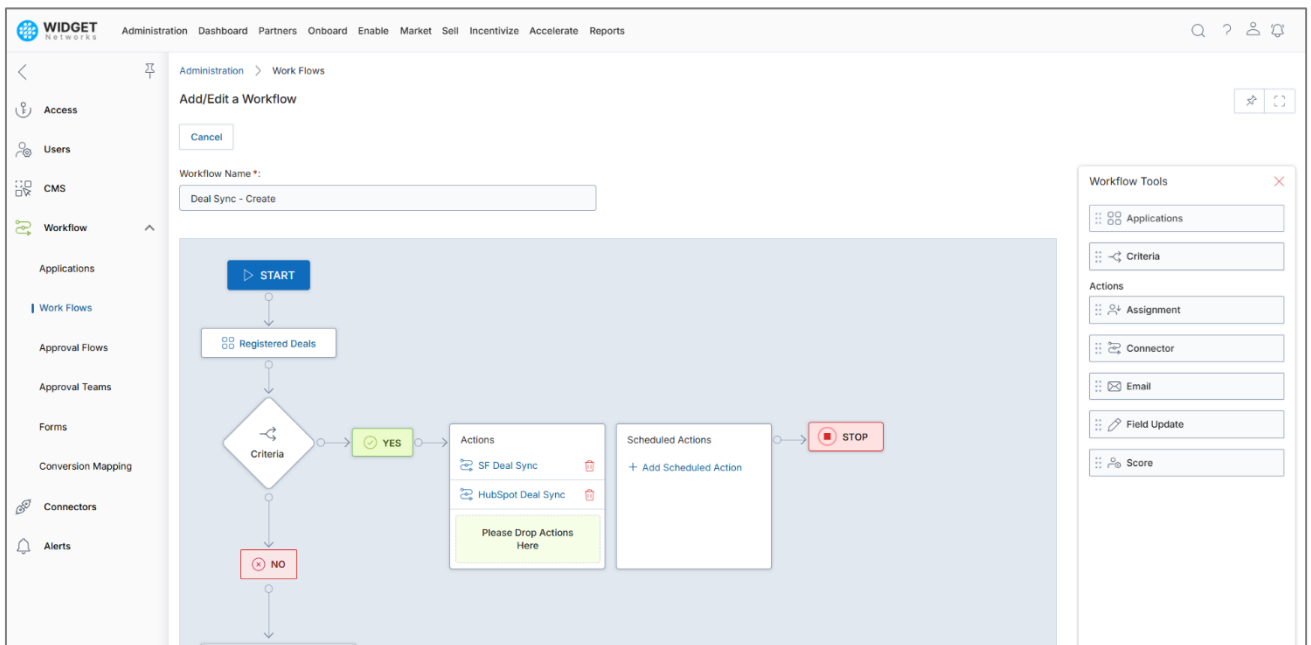 WIDGET
Networks
Administration Dashboard Partners Onboard Enable Market Sell Incentivize Accelerate Reports
Administration > Work Flows
Add/Edit a Workflow
Cancel
Workflow Name *:
Deal Sync - Create
Access
Users
CMS
Workflow
Applications
Work Flows
Approval Flows
Approval Teams
Forms
Conversion Mapping
Connectors
Alerts
START
Registered Deals
Criteria
YES
Actions
SF Deal Sync
HubSpot Deal Sync
Please Drop Actions
Here
Scheduled Actions
+ Add Scheduled Action
STOP
NO
Workflow Tools
Applications
Criteria
Actions
Assignment
Connector
Email
Field Update
Score